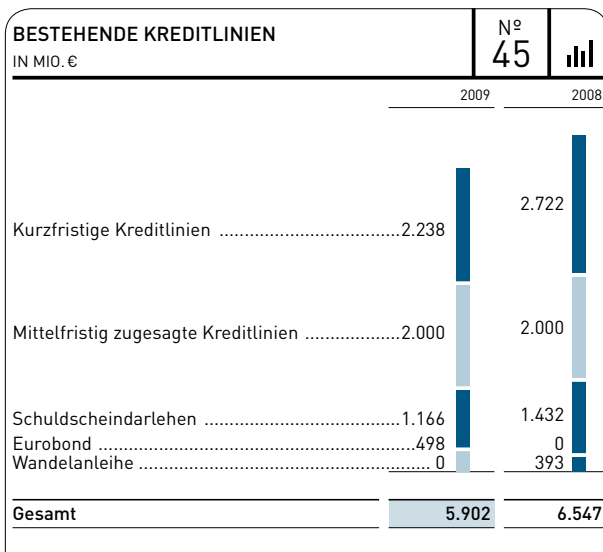 BESTEHENDE KREDITLINIEN
IN MIO. €
Nº
45
2009 2008
Kurzfristige Kreditlinien ....................................2.238 2.722
Mittelfristig zugesagte Kreditlinien ..................2.000 2.000
Schuldscheindarlehen ......................................1.166 1.432
Eurobond ............................................................498 0
Wandelanleihe ...................................................... 0 393
Gesamt 5.902 6.547